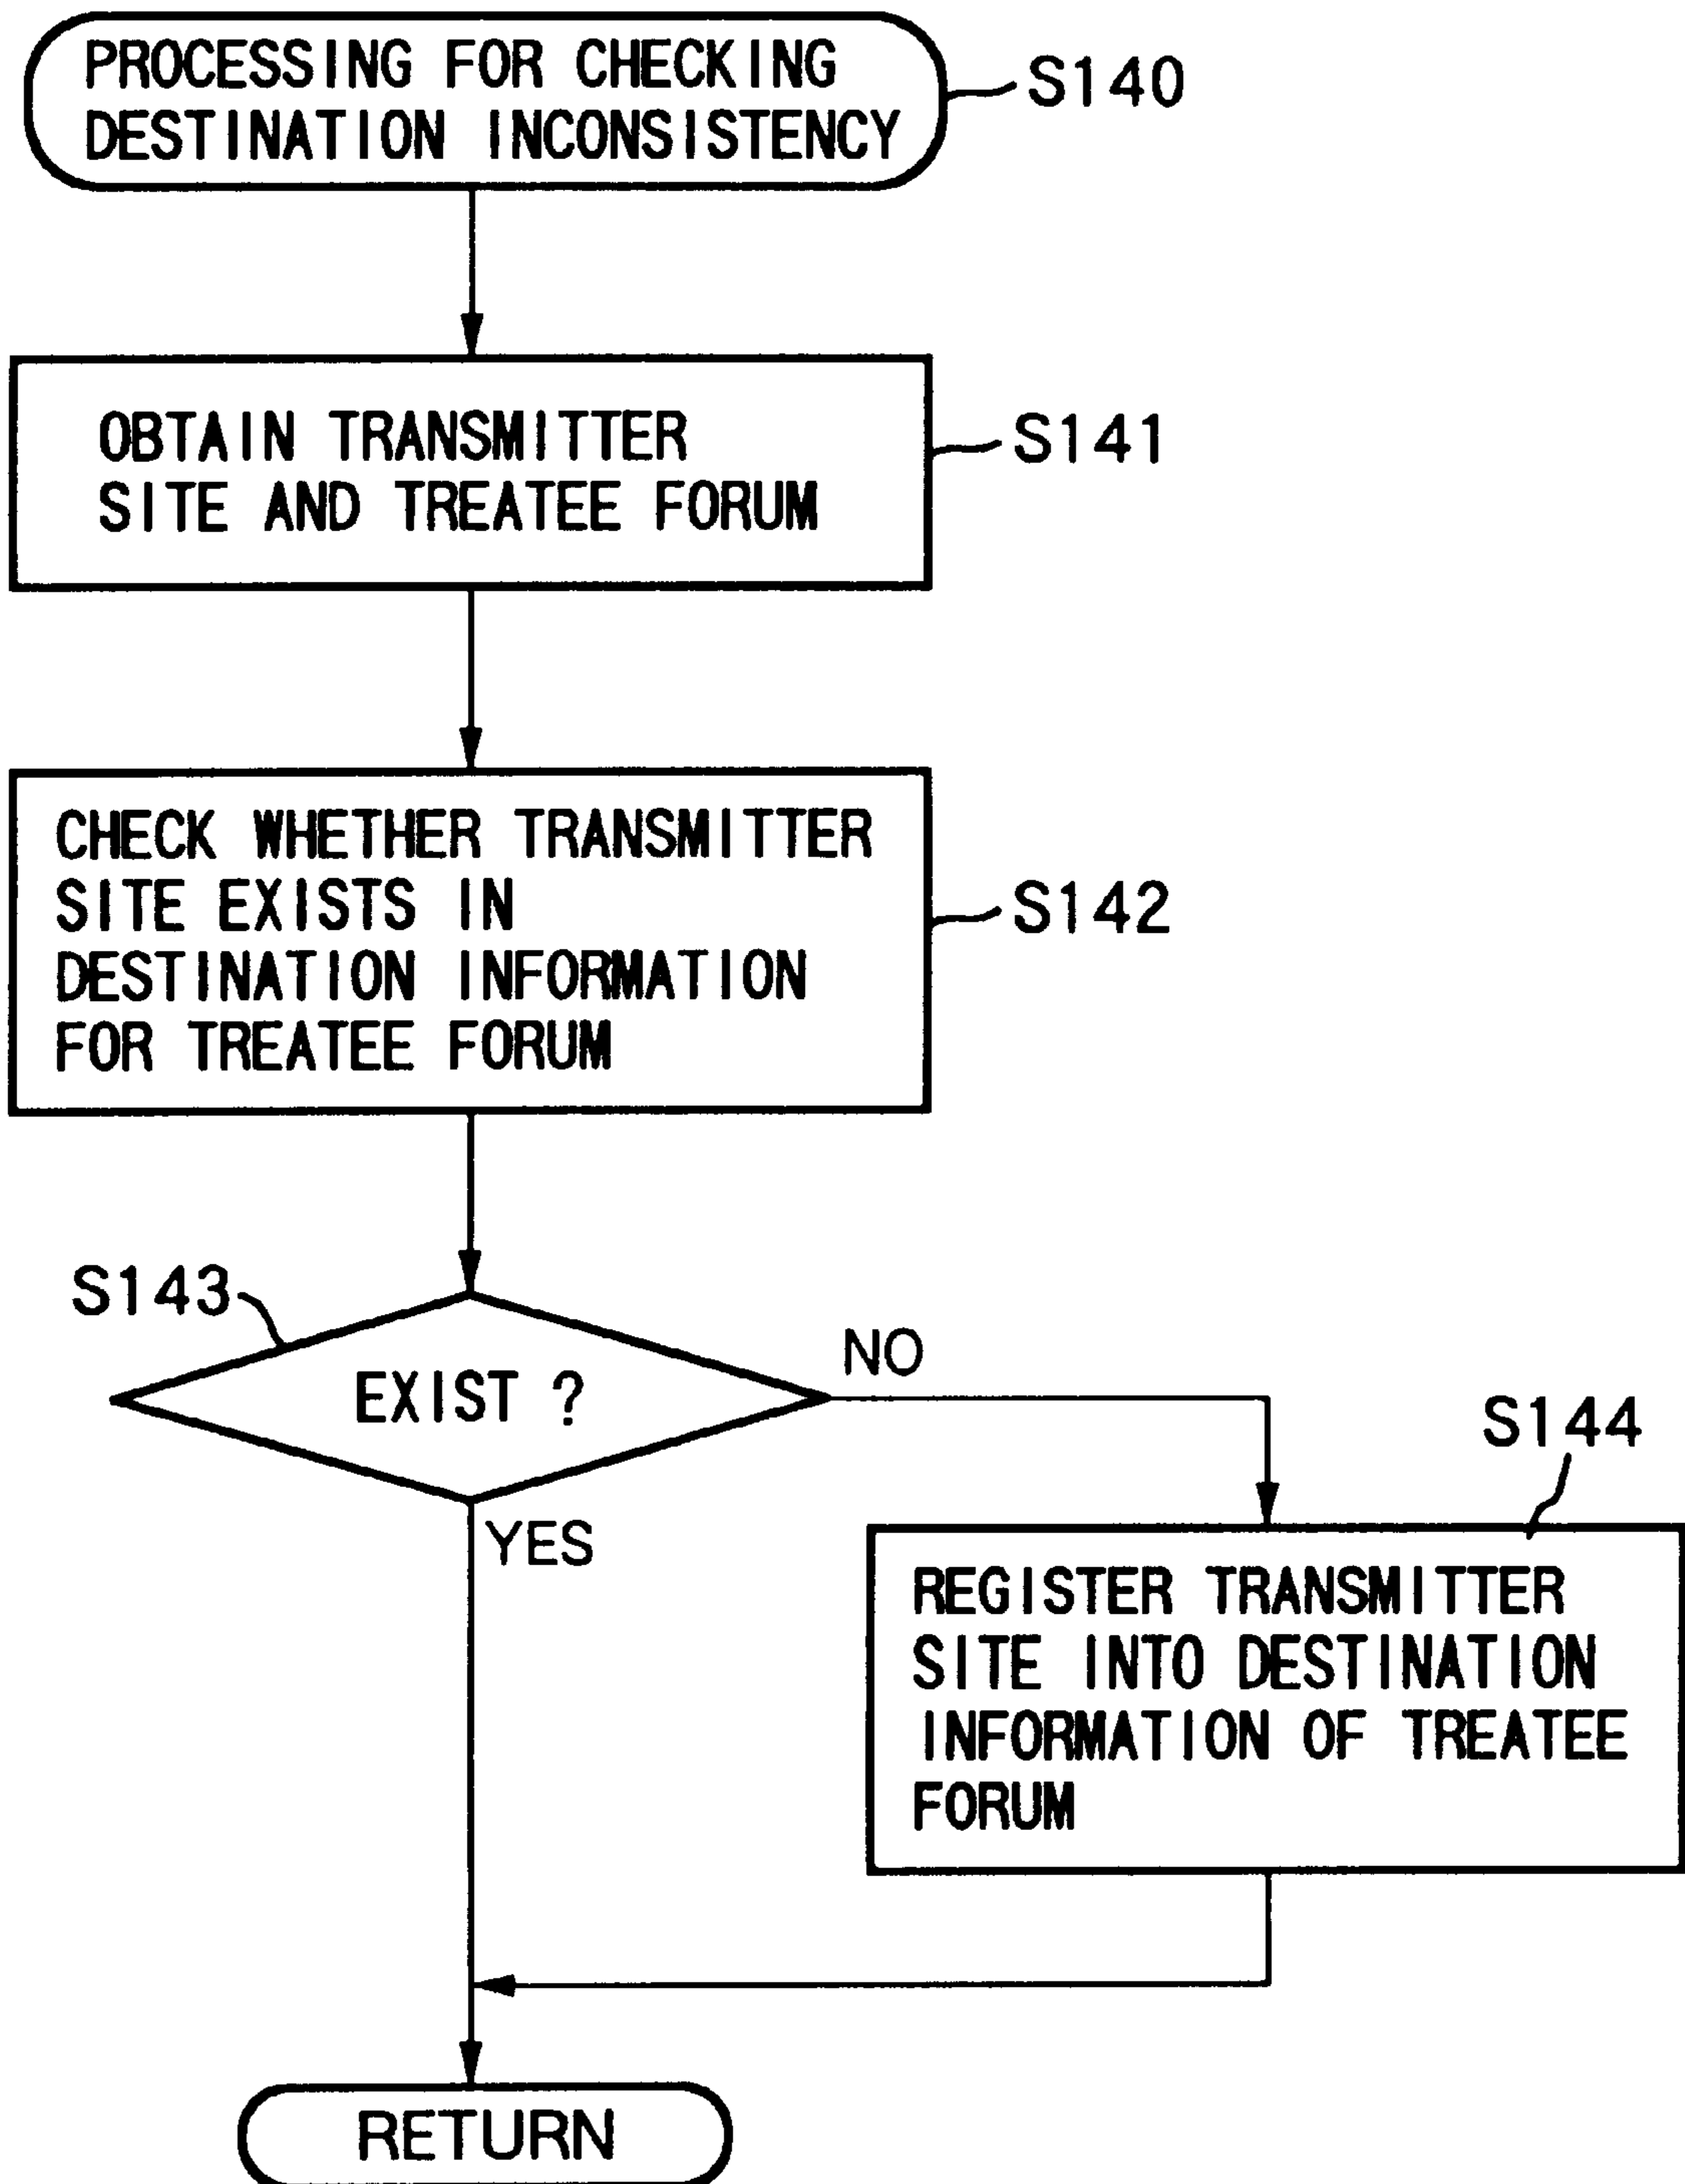 PROCESSING FOR CHECKING
DESTINATION INCONSISTENCY
S140
OBTAIN TRANSMITTER
SITE AND TREATEE FORUM
S141
CHECK WHETHER TRANSMITTER
SITE EXISTS IN
DESTINATION INFORMATION
FOR TREATEE FORUM
S142
S143
EXIST ?
NO
YES
S144
REGISTER TRANSMITTER
SITE INTO DESTINATION
INFORMATION OF TREATEE
FORUM
RETURN